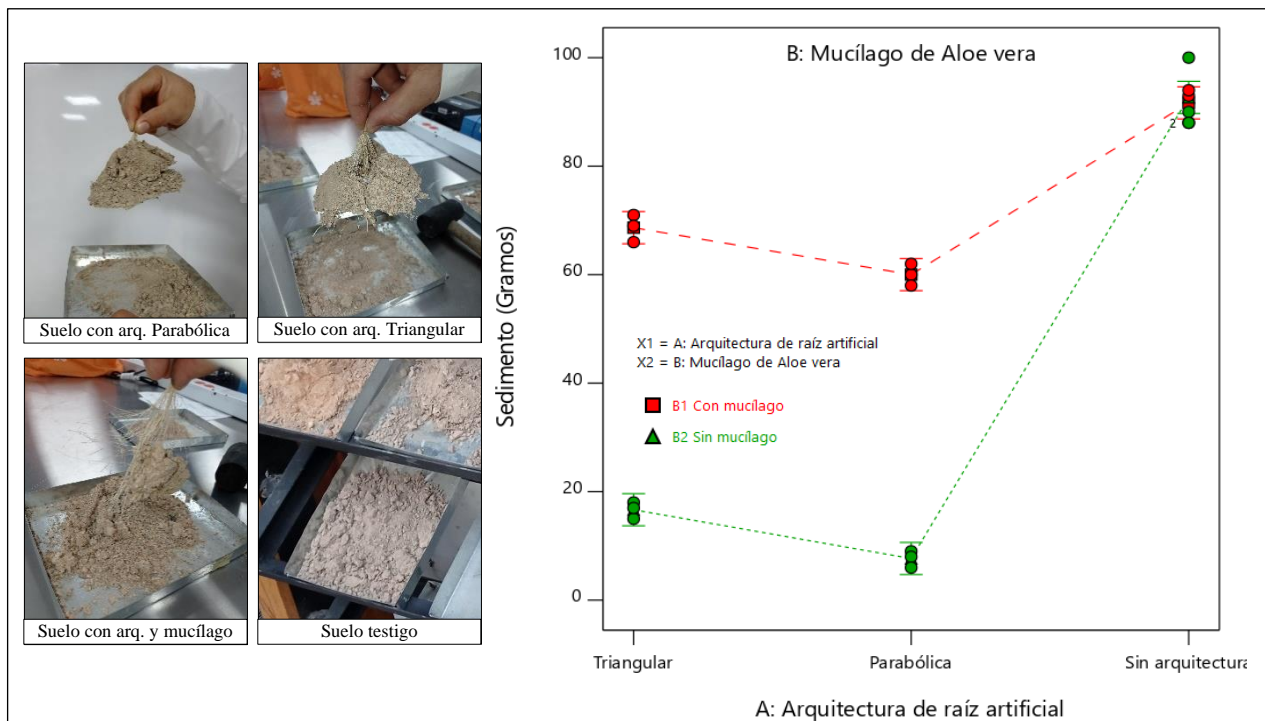 Suelo con arq. Parabólica
Suelo con arq. Triangular
Suelo con arq. y mucílago
Suelo testigo
B: Mucílago de Aloe vera
Sedimento (Gramos)
100
80
60
40
20
0
2
X1 = A: Arquitectura de raíz artificial
X2 = B: Mucílago de Aloe vera
B1 Con mucílago
B2 Sin mucílago
Triangular
Parabólica
Sin arquitectura
A: Arquitectura de raíz artificial